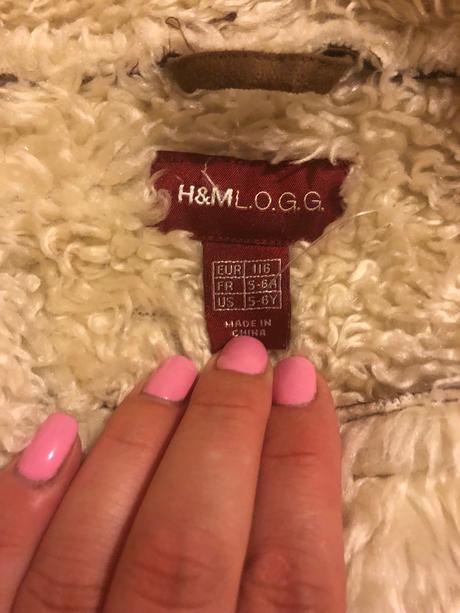 H&M L.O.G.G.
EUR 116
FR 5-6A
US 5-6Y
MADE IN
CHINA